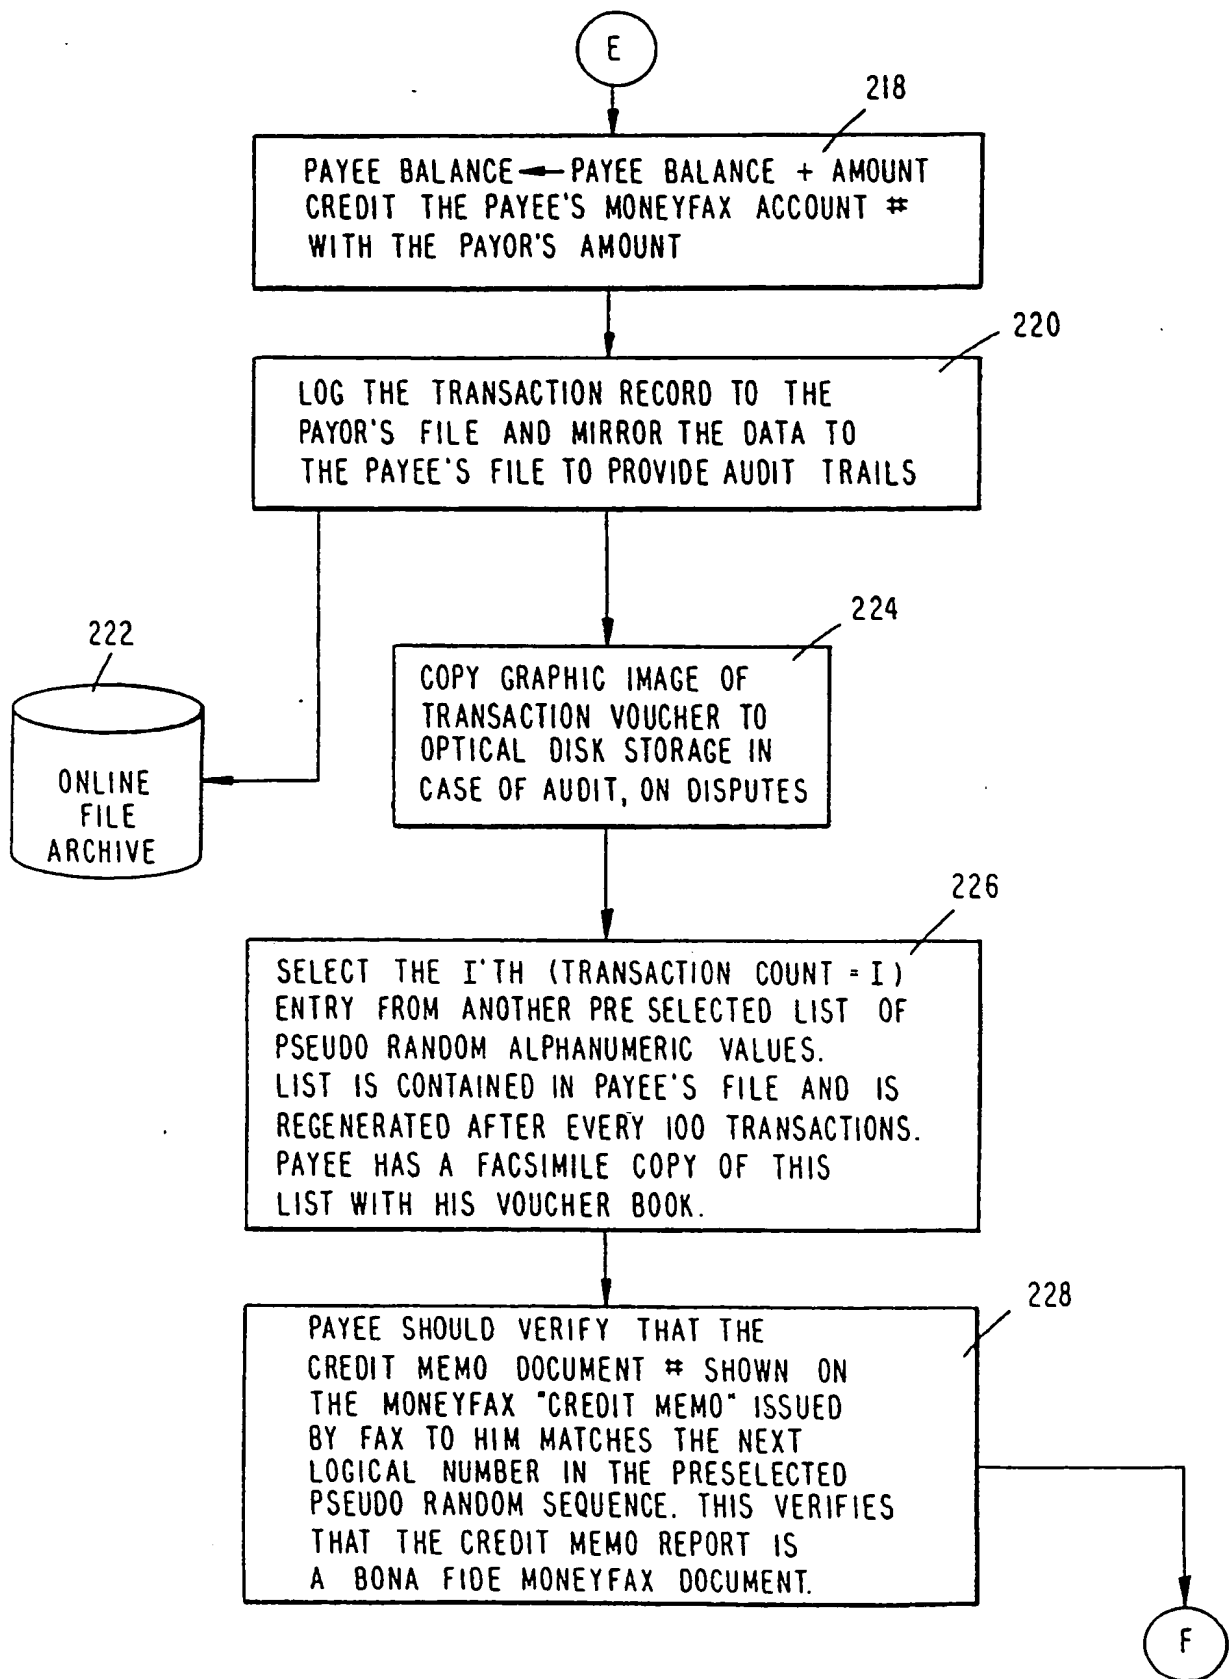 E
218
PAYEE BALANCE ← PAYEE BALANCE + AMOUNT
CREDIT THE PAYEE'S MONEYFAX ACCOUNT #
WITH THE PAYOR'S AMOUNT
220
LOG THE TRANSACTION RECORD TO THE
PAYOR'S FILE AND MIRROR THE DATA TO
THE PAYEE'S FILE TO PROVIDE AUDIT TRAILS
222
ONLINE
FILE
ARCHIVE
224
COPY GRAPHIC IMAGE OF
TRANSACTION VOUCHER TO
OPTICAL DISK STORAGE IN
CASE OF AUDIT, ON DISPUTES
226
SELECT THE I'TH (TRANSACTION COUNT = I)
ENTRY FROM ANOTHER PRE SELECTED LIST OF
PSEUDO RANDOM ALPHANUMERIC VALUES.
LIST IS CONTAINED IN PAYEE'S FILE AND IS
REGENERATED AFTER EVERY 100 TRANSACTIONS.
PAYEE HAS A FACSIMILE COPY OF THIS
LIST WITH HIS VOUCHER BOOK.
228
PAYEE SHOULD VERIFY THAT THE
CREDIT MEMO DOCUMENT # SHOWN ON
THE MONEYFAX "CREDIT MEMO" ISSUED
BY FAX TO HIM MATCHES THE NEXT
LOGICAL NUMBER IN THE PRESELECTED
PSEUDO RANDOM SEQUENCE. THIS VERIFIES
THAT THE CREDIT MEMO REPORT IS
A BONA FIDE MONEYFAX DOCUMENT.
F